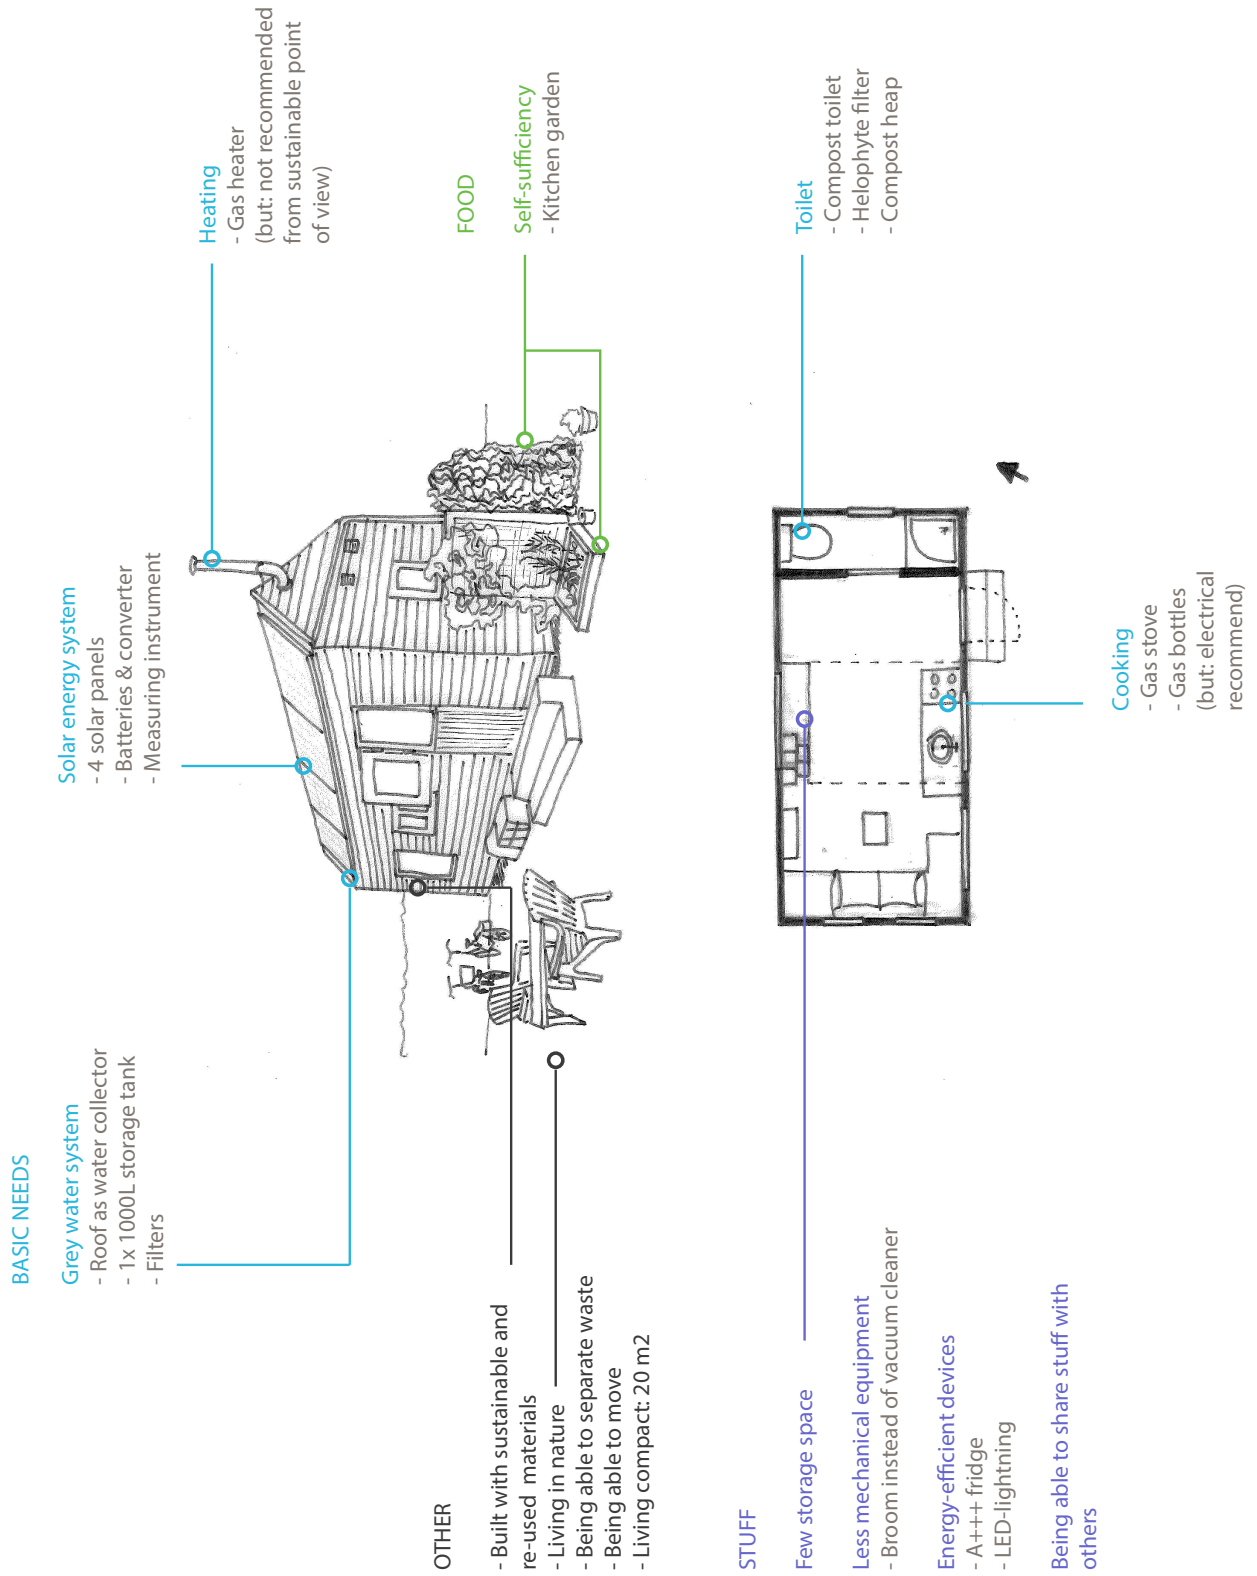 BASIC NEEDS
Grey water system
- Roof as water collector
- 1x 1000L storage tank
- Filters
Solar energy system
- 4 solar panels
- Batteries & converter
- Measuring instrument
Heating
- Gas heater
(but: not recommended
from sustainable point
of view)
FOOD
Self-sufficiency
- Kitchen garden
OTHER
- Built with sustainable and
re-used materials
- Living in nature
- Being able to separate waste
- Being able to move
- Living compact: 20 m2
STUFF
Few storage space
Less mechanical equipment
- Broom instead of vacuum cleaner
Energy-efficient devices
- A+++ fridge
- LED-lightning
Being able to share stuff with
others
Toilet
- Compost toilet
- Helophyte filter
- Compost heap
Cooking
- Gas stove
- Gas bottles
(but: electrical
recommend)